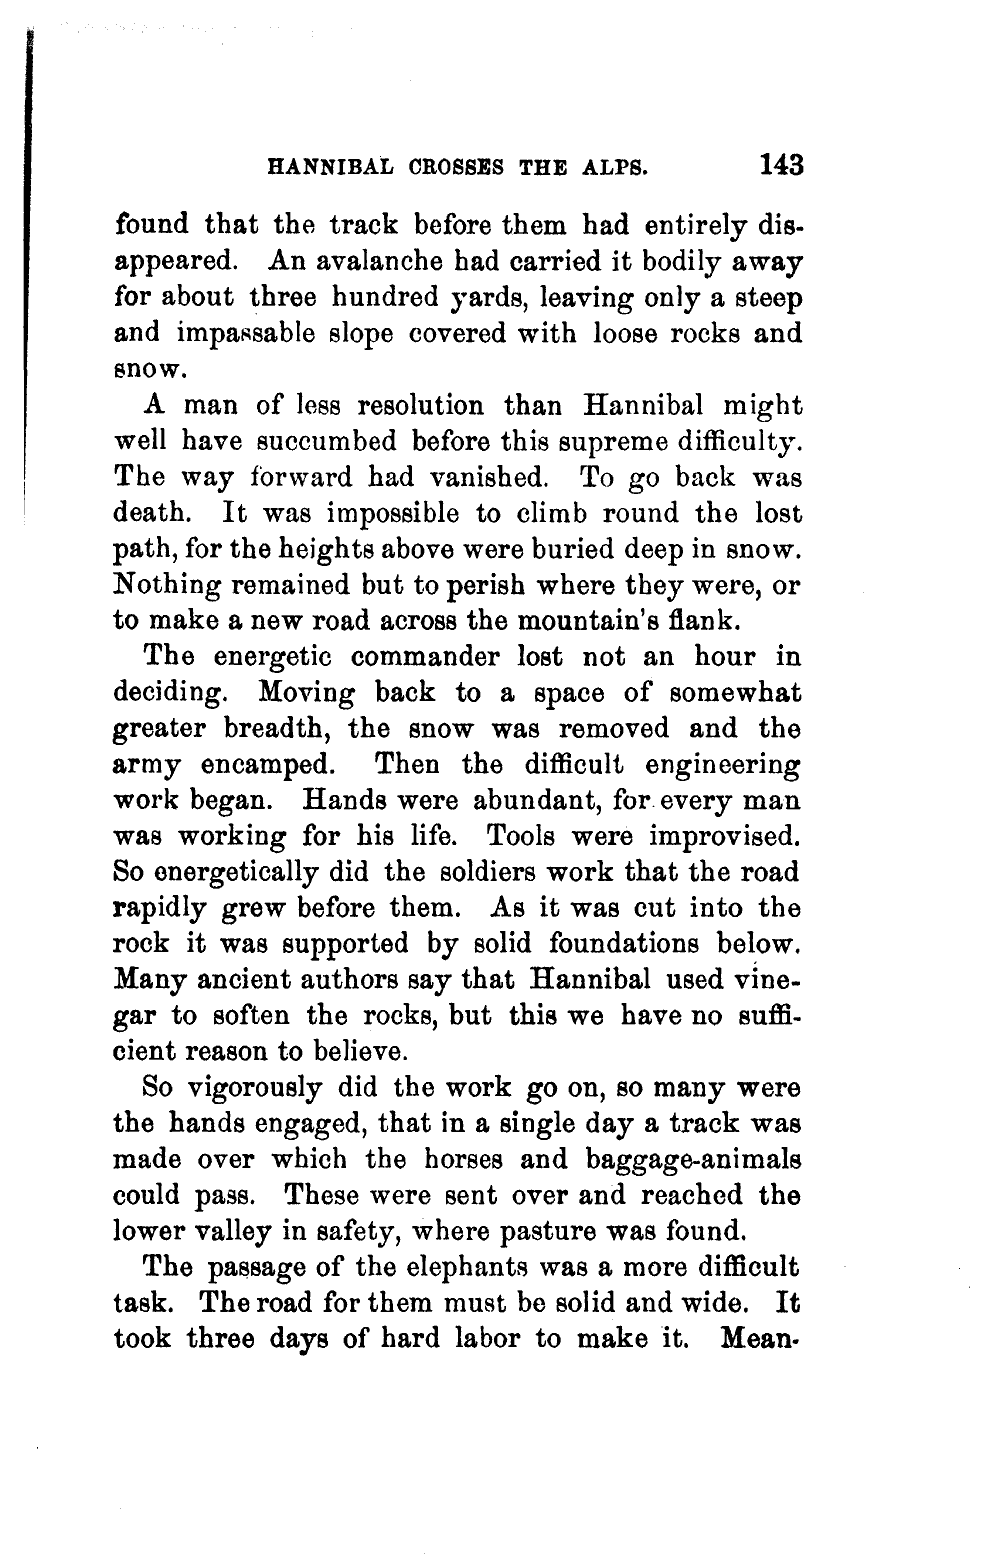 HANNIBAL CROSSES THE ALPS. 143
found that the track before them had entirely dis-
appeared. An avalanche had carried it bodily away
for about three hundred yards, leaving only a steep
and impassable slope covered with loose rocks and
snow.
A man of less resolution than Hannibal might
well have succumbed before this supreme difficulty.
The way forward had vanished. To go back was
death. It was impossible to climb round the lost
path, for the heights above were buried deep in snow.
Nothing remained but to perish where they were, or
to make a new road across the mountain's flank.
The energetic commander lost not an hour in
deciding. Moving back to a space of somewhat
greater breadth, the snow was removed and the
army encamped. Then the difficult engineering
work began. Hands were abundant, for every man
was working for his life. Tools were improvised.
So energetically did the soldiers work that the road
rapidly grew before them. As it was cut into the
rock it was supported by solid foundations below.
Many ancient authors say that Hannibal used vine-
gar to soften the rocks, but this we have no suffi-
cient reason to believe.
So vigorously did the work go on, so many were
the hands engaged, that in a single day a track was
made over which the horses and baggage-animals
could pass. These were sent over and reached the
lower valley in safety, where pasture was found.
The passage of the elephants was a more difficult
task. The road for them must be solid and wide. It
took three days of hard labor to make it. Mean-